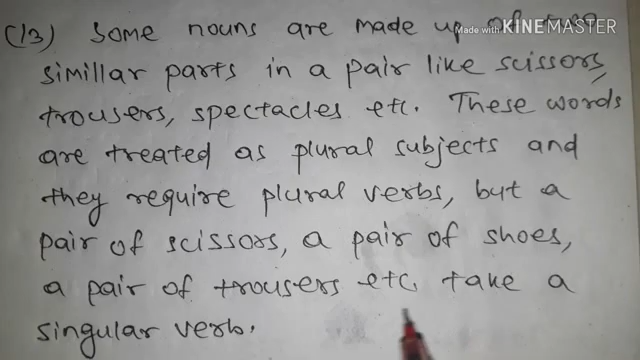 (13) Some nouns are made up of two
Made with KINEMASTER
simillar parts in a pair like scissors,
trousers, spectacles etc. These words
are treated as plural subjects and
they require plural verbs, but a
pair of scissors, a pair of shoes,
a pair of trousers etc. take a
singular verb.